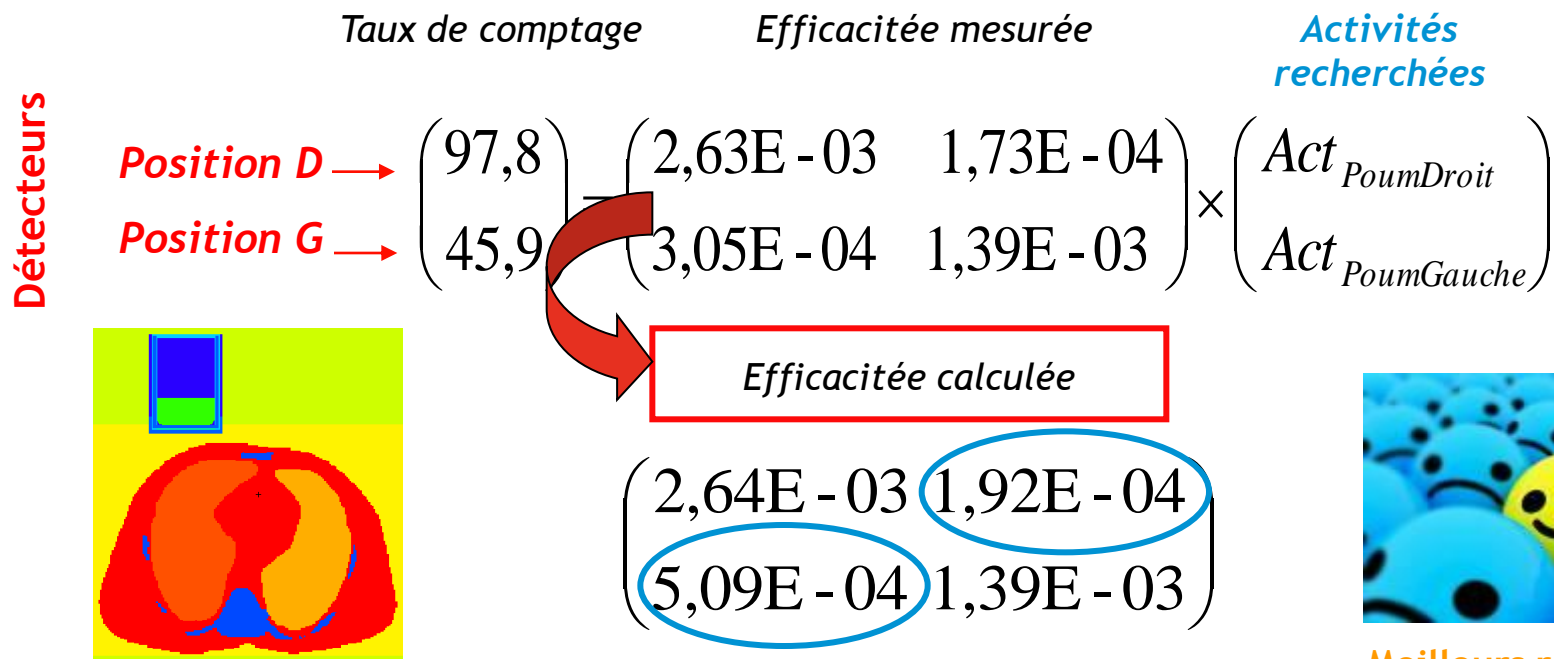 Taux de comptage Efficacitée mesurée Activités
recherchées
Détecteurs
Position D 97,8 = 2,63E - 03 1,73E - 04 × Act PoumDroit
Position G 45,9 3,05E - 04 1,39E - 03 Act PoumGauche
Efficacitée calculée
2,64E - 03 1,92E - 04
5,09E - 04 1,39E - 03